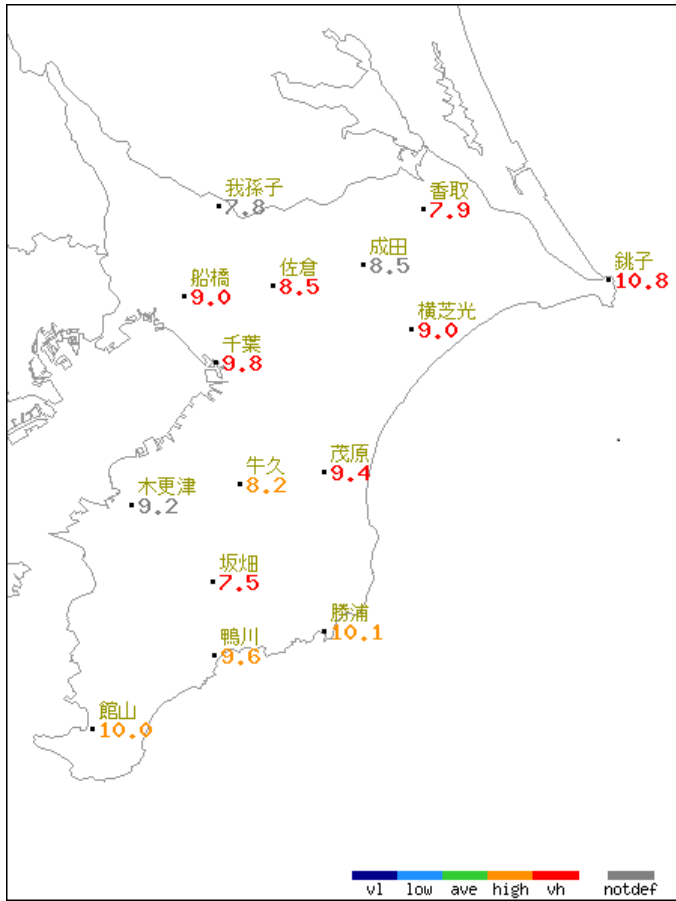 我孫子
7.8
香取
7.9
成田
8.5
銚子
10.8
佐倉
8.5
船橋
9.0
横芝光
9.0
千葉
9.8
茂原
9.4
牛久
8.2
木更津
9.2
坂畑
7.5
勝浦
10.1
鴨川
9.6
館山
10.0
vl low ave high vh notdef